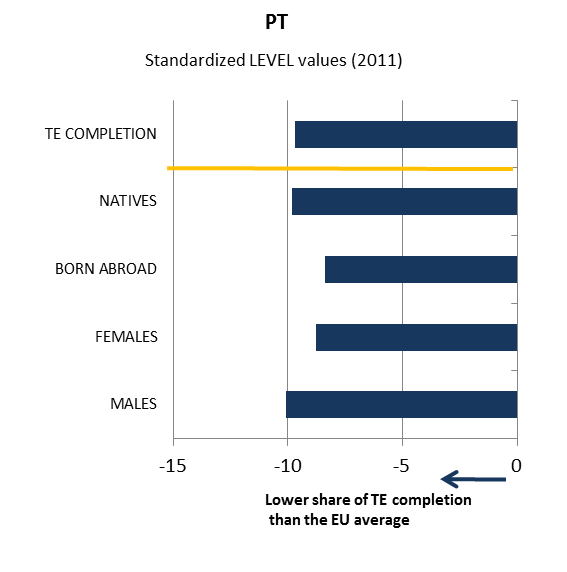 PT
Standardized LEVEL values (2011)
TE COMPLETION
NATIVES
BORN ABROAD
FEMALES
MALES
-15 -10 -5 0
Lower share of TE completion
than the EU average